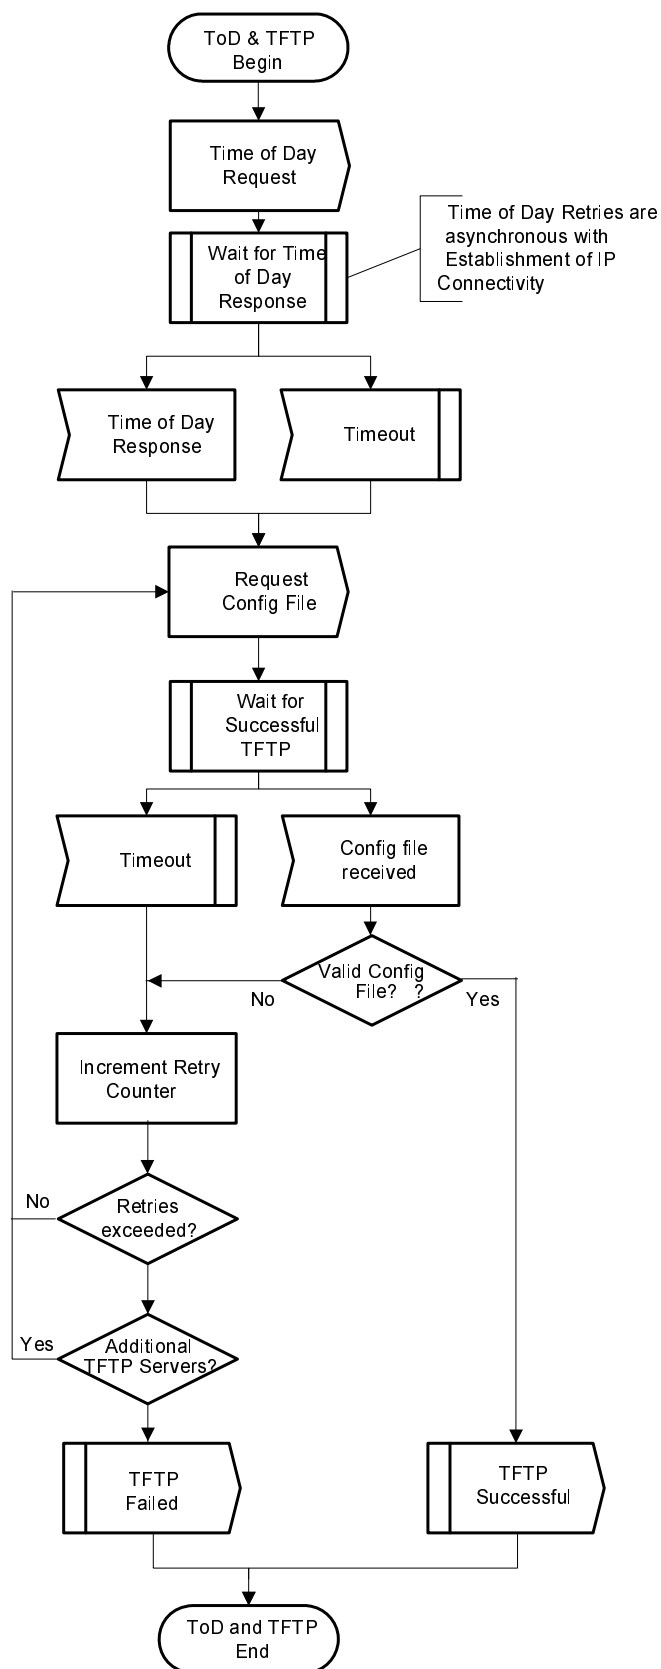 ToD & TFTP
Begin
Time of Day
Request
Wait for Time
of Day
Response
Time of Day Retries are
asynchronous with
Establishment of IP
Connectivity
Time of Day
Response
Timeout
Request
Config File
Wait for
Successful
TFTP
Timeout
Config file
received
Valid Config
File? ?
No
Yes
Increment Retry
Counter
No
Retries
exceeded?
Yes
Additional
TFTP Servers?
TFTP
Failed
TFTP
Successful
ToD and TFTP
End